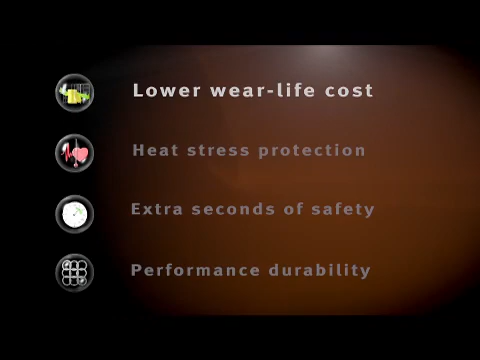 Lower wear-life cost
Heat stress protection
Extra seconds of safety
Performance durability